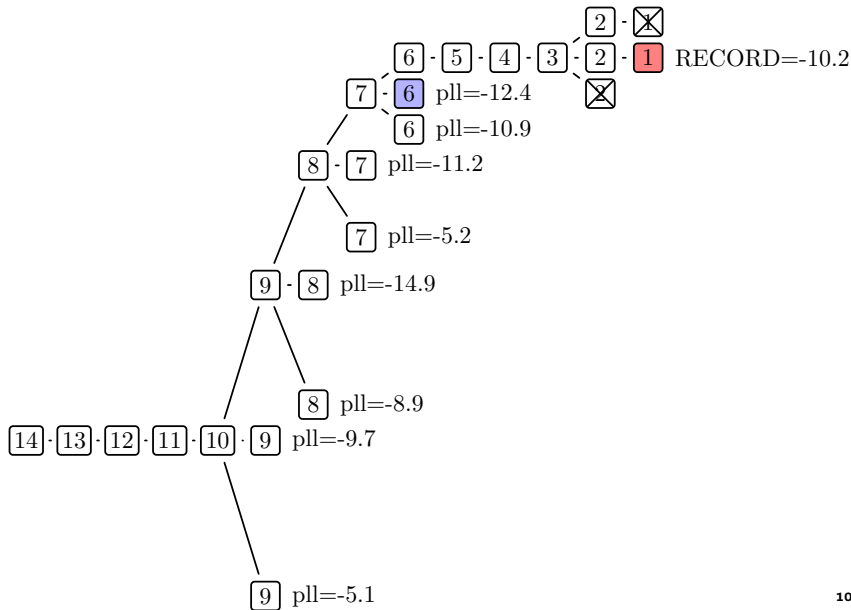 2 1
6 5 4 3 2 1 RECORD=-10.2
7 6 pll=-12.4 2
6 pll=-10.9
8 7 pll=-11.2
7 pll=-5.2
9 8 pll=-14.9
8 pll=-8.9
14 13 12 11 10 9 pll=-9.7
9 pll=-5.1
10